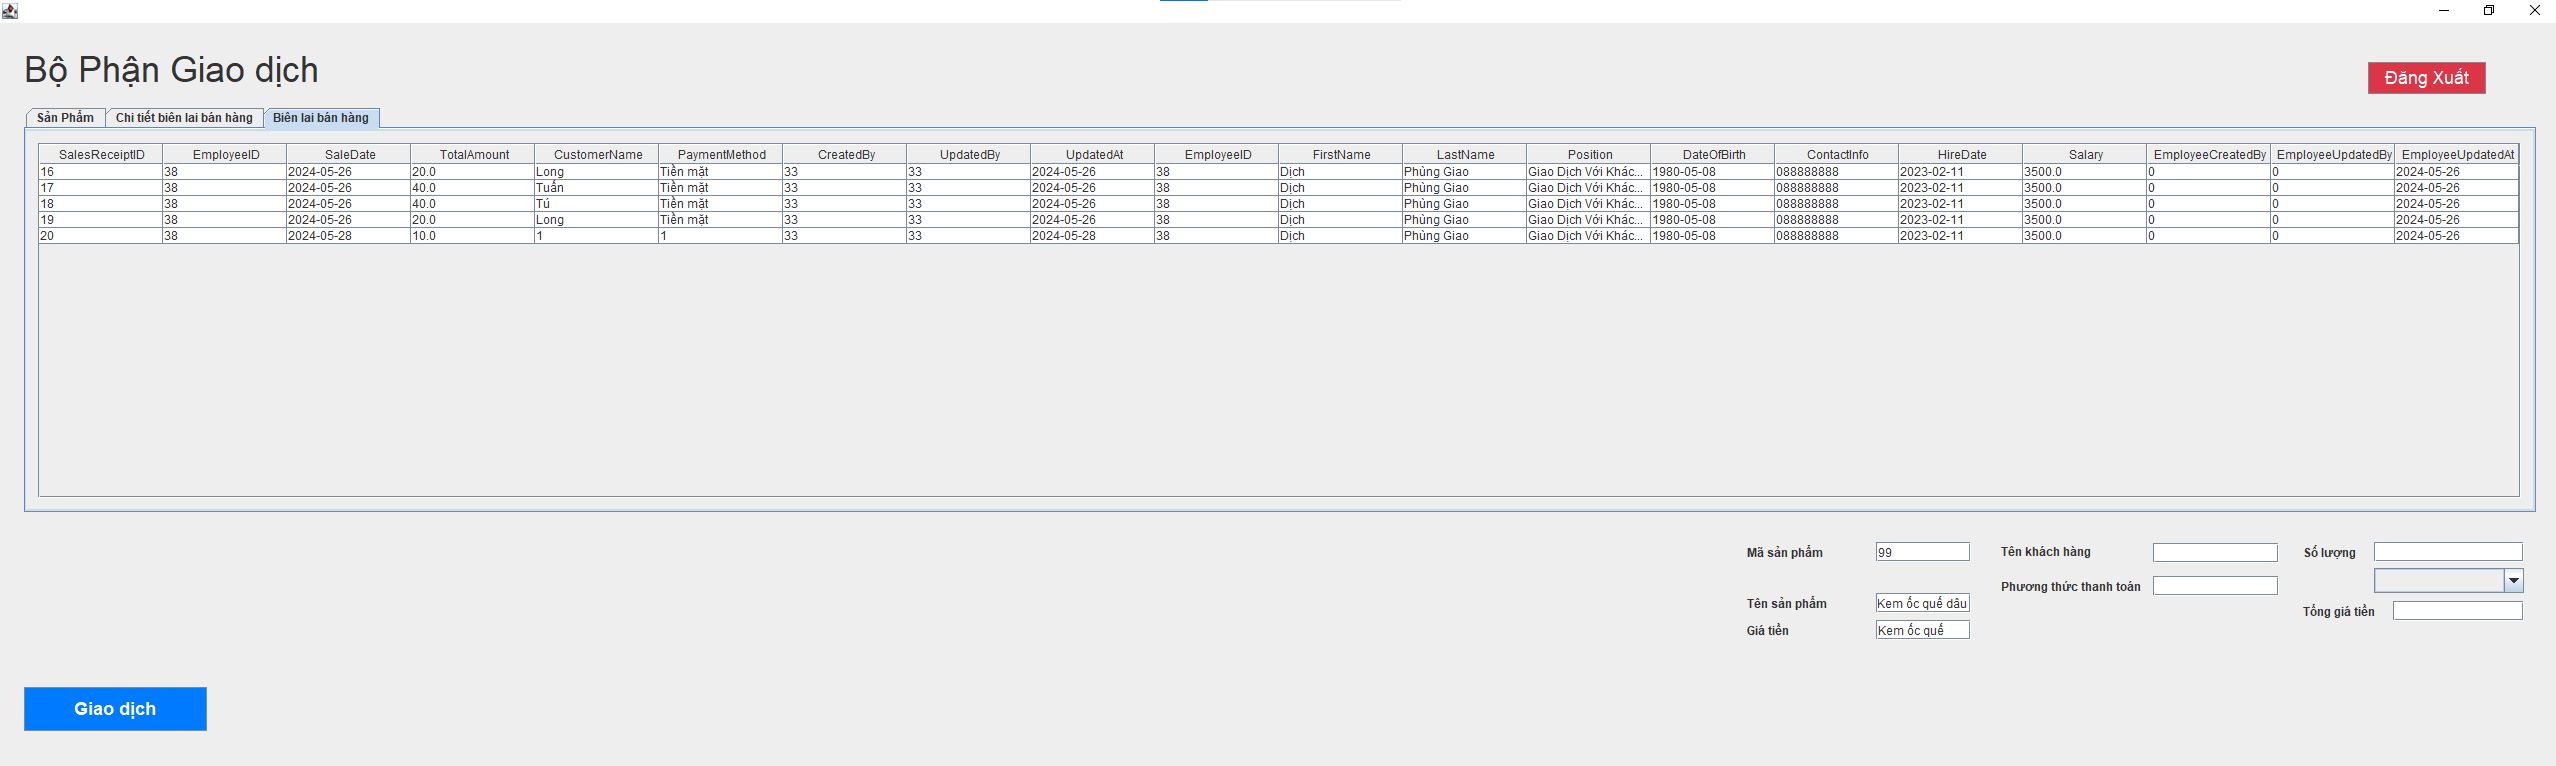 Bộ Phận Giao dịch
Đăng Xuất
Sản Phẩm Chi tiết biên lai bán hàng Biên lai bán hàng
SalesReceiptID EmployeeID SaleDate TotalAmount CustomerName PaymentMethod CreatedBy UpdatedBy UpdatedAt EmployeeID FirstName LastName Position DateOfBirth ContactInfo HireDate Salary EmployeeCreatedBy EmployeeUpdatedBy EmployeeUpdatedAt
16 38 2024-05-26 20.0 Long Tiền mặt 33 33 2024-05-26 38 Dịch Phùng Giao Giao Dịch Với Khác... 1980-05-08 088888888 2023-02-11 3500.0 0 0 2024-05-26
17 38 2024-05-26 40.0 Tuấn Tiền mặt 33 33 2024-05-26 38 Dịch Phùng Giao Giao Dịch Với Khác... 1980-05-08 088888888 2023-02-11 3500.0 0 0 2024-05-26
18 38 2024-05-26 40.0 Tú Tiền mặt 33 33 2024-05-26 38 Dịch Phùng Giao Giao Dịch Với Khác... 1980-05-08 088888888 2023-02-11 3500.0 0 0 2024-05-26
19 38 2024-05-26 20.0 Long Tiền mặt 33 33 2024-05-26 38 Dịch Phùng Giao Giao Dịch Với Khác... 1980-05-08 088888888 2023-02-11 3500.0 0 0 2024-05-26
20 38 2024-05-28 10.0 1 1 33 33 2024-05-28 38 Dịch Phùng Giao Giao Dịch Với Khác... 1980-05-08 088888888 2023-02-11 3500.0 0 0 2024-05-26
Mã sản phẩm 99 Tên khách hàng Số lượng
Phương thức thanh toán
Tên sản phẩm Kem ốc quế dâu Tổng giá tiền
Giá tiền Kem ốc quế
Giao dịch